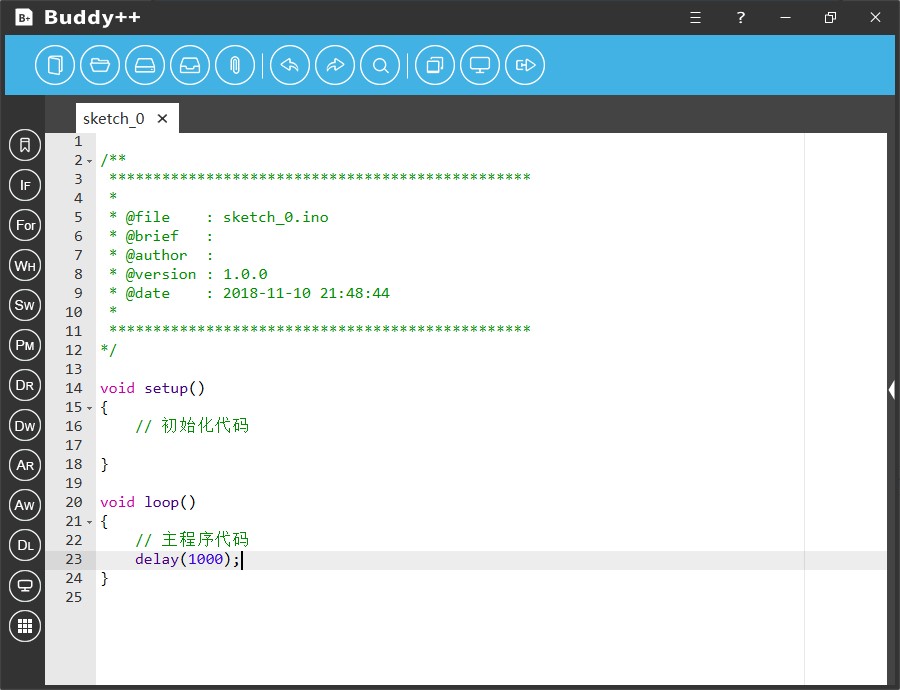 B+ Buddy++
sketch_0
1
2 /**
3 ************************************************
4 *
5 * @file    : sketch_0.ino
6 * @brief   :
7 * @author  :
8 * @version : 1.0.0
9 * @date    : 2018-11-10 21:48:44
10 *
11 ************************************************
12 */
13
14 void setup()
15 {
16     // 初始化代码
17
18 }
19
20 void loop()
21 {
22     // 主程序代码
23     delay(1000);
24 }
25
IF
For
WH
SW
PM
DR
DW
AR
AW
DL